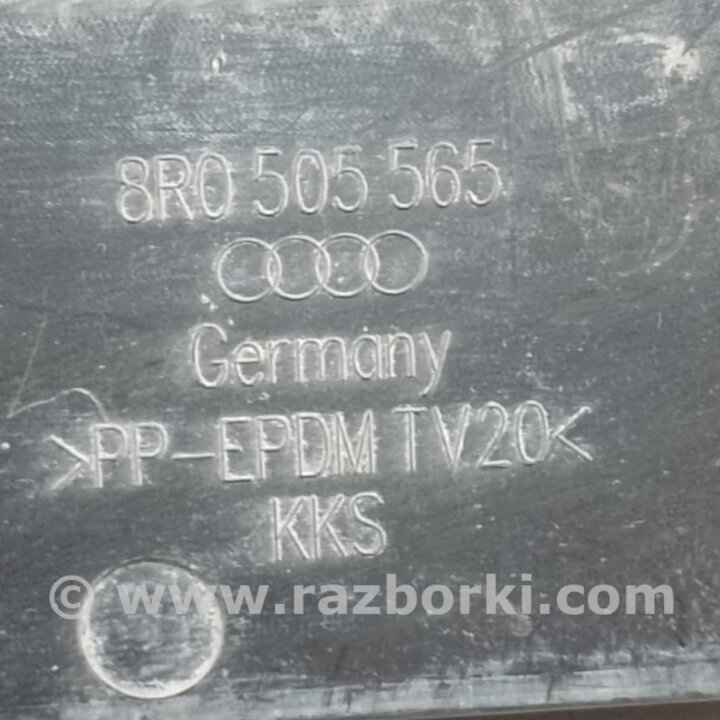 8R0 505 565
Germany
>PP-EPDM TV20<
KKS
© www.razborki.com